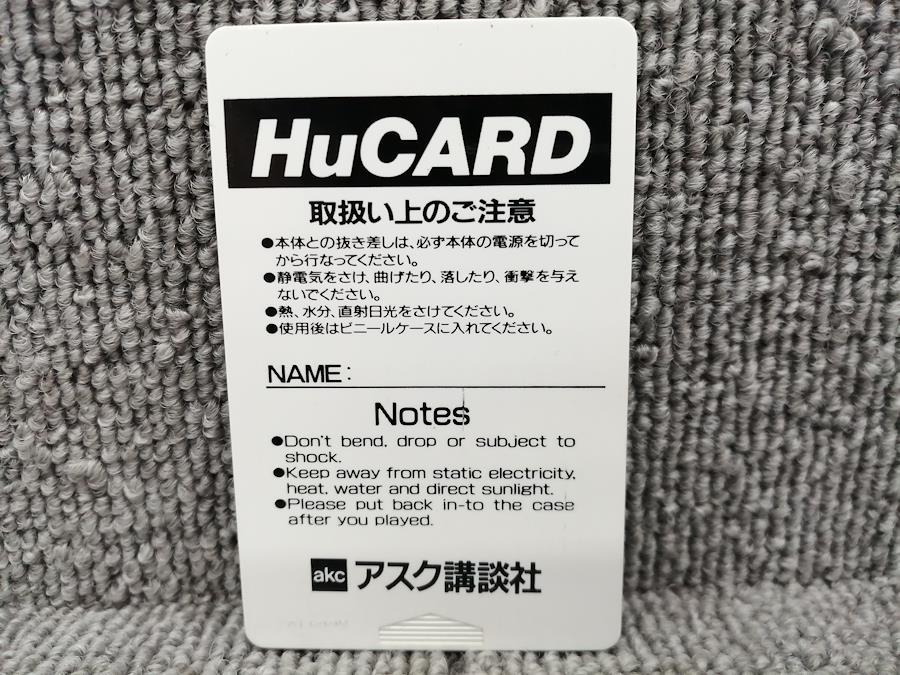 HuCARD
取扱い上のご注意
●本体との抜き差しは、必ず本体の電源を切って
から行なってください。
●静電気をさけ、曲げたり、落したり、衝撃を与え
ないでください。
●熱、水分、直射日光をさけてください。
●使用後はビニールケースに入れてください。
NAME:
Notes
●Don't bend, drop or subject to
shock.
●Keep away from static electricity,
heat, water and direct sunlight.
●Please put back in-to the case
after you played.
akc アスク講談社